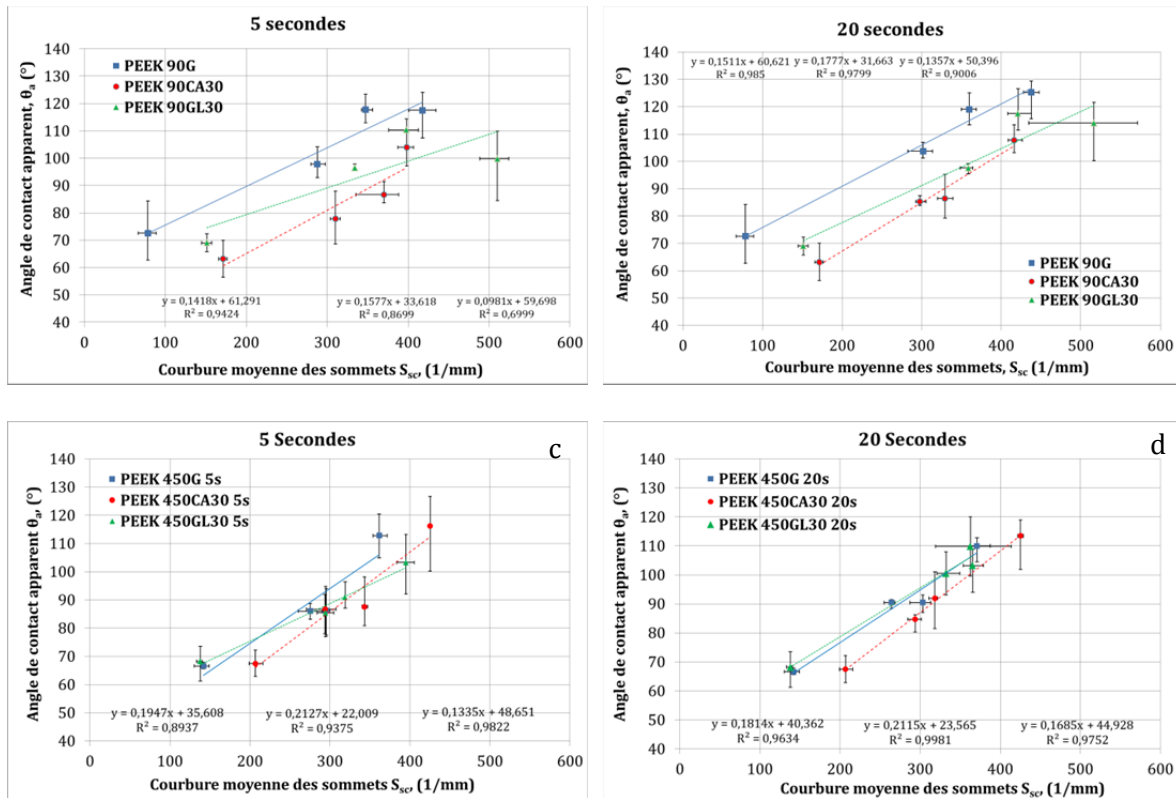 5 secondes
Angle de contact apparent, θa (°)
140
130
120
110
100
90
80
70
60
50
40
PEEK 90G
PEEK 90CA30
PEEK 90GL30
y = 0,1418x + 61,291 y = 0,1577x + 33,618 y = 0,0981x + 59,698
R² = 0,9424 R² = 0,8699 R² = 0,6999
0 100 200 300 400 500 600
Courbure moyenne des sommets Ssc, (1/mm)
20 secondes
Angle de contact apparent, θa (°)
140
130
120
110
100
90
80
70
60
50
40
y = 0,1511x + 60,621 y = 0,1777x + 31,663 y = 0,1357x + 50,396
R² = 0,985 R² = 0,9799 R² = 0,9006
PEEK 90G
PEEK 90CA30
PEEK 90GL30
0 100 200 300 400 500 600
Courbure moyenne des sommets, Ssc (1/mm)
5 Secondes
c
Angle de contact apparent θa, (°)
140
130
120
110
100
90
80
70
60
50
40
PEEK 450G 5s
PEEK 450CA30 5s
PEEK 450GL30 5s
y = 0,1947x + 35,608 y = 0,2127x + 22,009 y = 0,1335x + 48,651
R² = 0,8937 R² = 0,9375 R² = 0,9822
0 100 200 300 400 500 600
Courbure moyenne des sommets Ssc, (1/mm)
20 Secondes
d
Angle de contact apparent θa, (°)
140
130
120
110
100
90
80
70
60
50
40
PEEK 450G 20s
PEEK 450CA30 20s
PEEK 450GL30 20s
y = 0,1814x + 40,362 y = 0,2115x + 23,565 y = 0,1685x + 44,928
R² = 0,9634 R² = 0,9981 R² = 0,9752
0 100 200 300 400 500 600
Courbure moyenne des sommets Ssc, (1/mm)